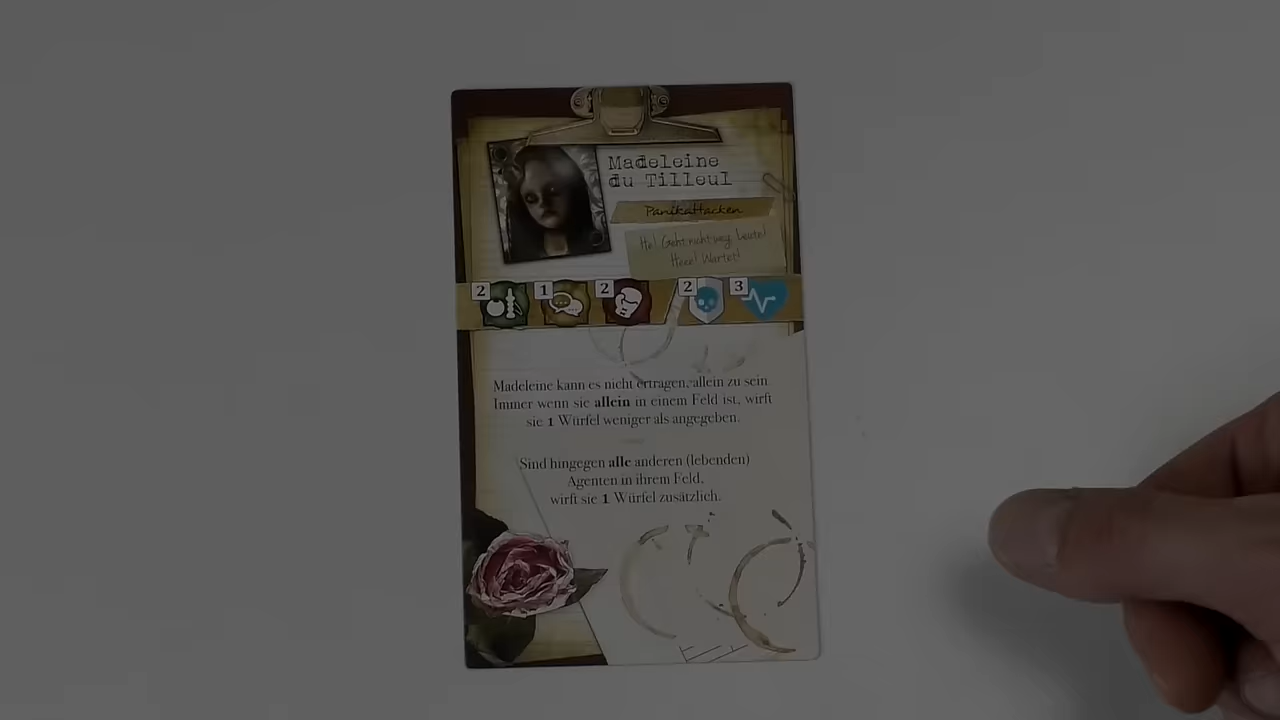 Madeleine
du Tilleul
Panikattacken
He! Geht nicht weg, Leute!
Heee! Wartet!
2 1 2 2 3
Madeleine kann es nicht ertragen, allein zu sein.
Immer wenn sie allein in einem Feld ist, wirft
sie 1 Würfel weniger als angegeben.
Sind hingegen alle anderen (lebenden)
Agenten in ihrem Feld,
wirft sie 1 Würfel zusätzlich.